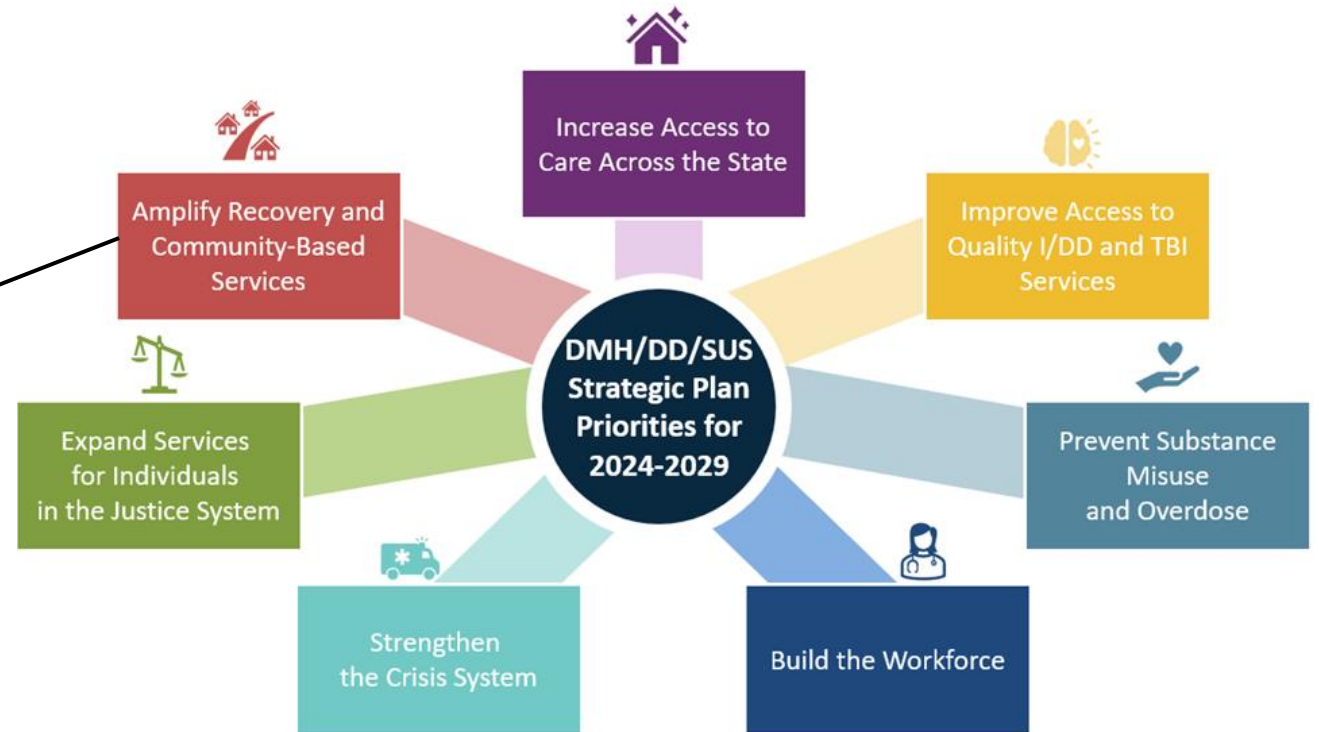 Increase Access to
Care Across the State
Amplify Recovery and
Community-Based
Services
Improve Access to
Quality I/DD and TBI
Services
DMH/DD/SUS
Strategic Plan
Priorities for
2024-2029
Expand Services
for Individuals
in the Justice System
Prevent Substance
Misuse
and Overdose
Strengthen
the Crisis System
Build the Workforce